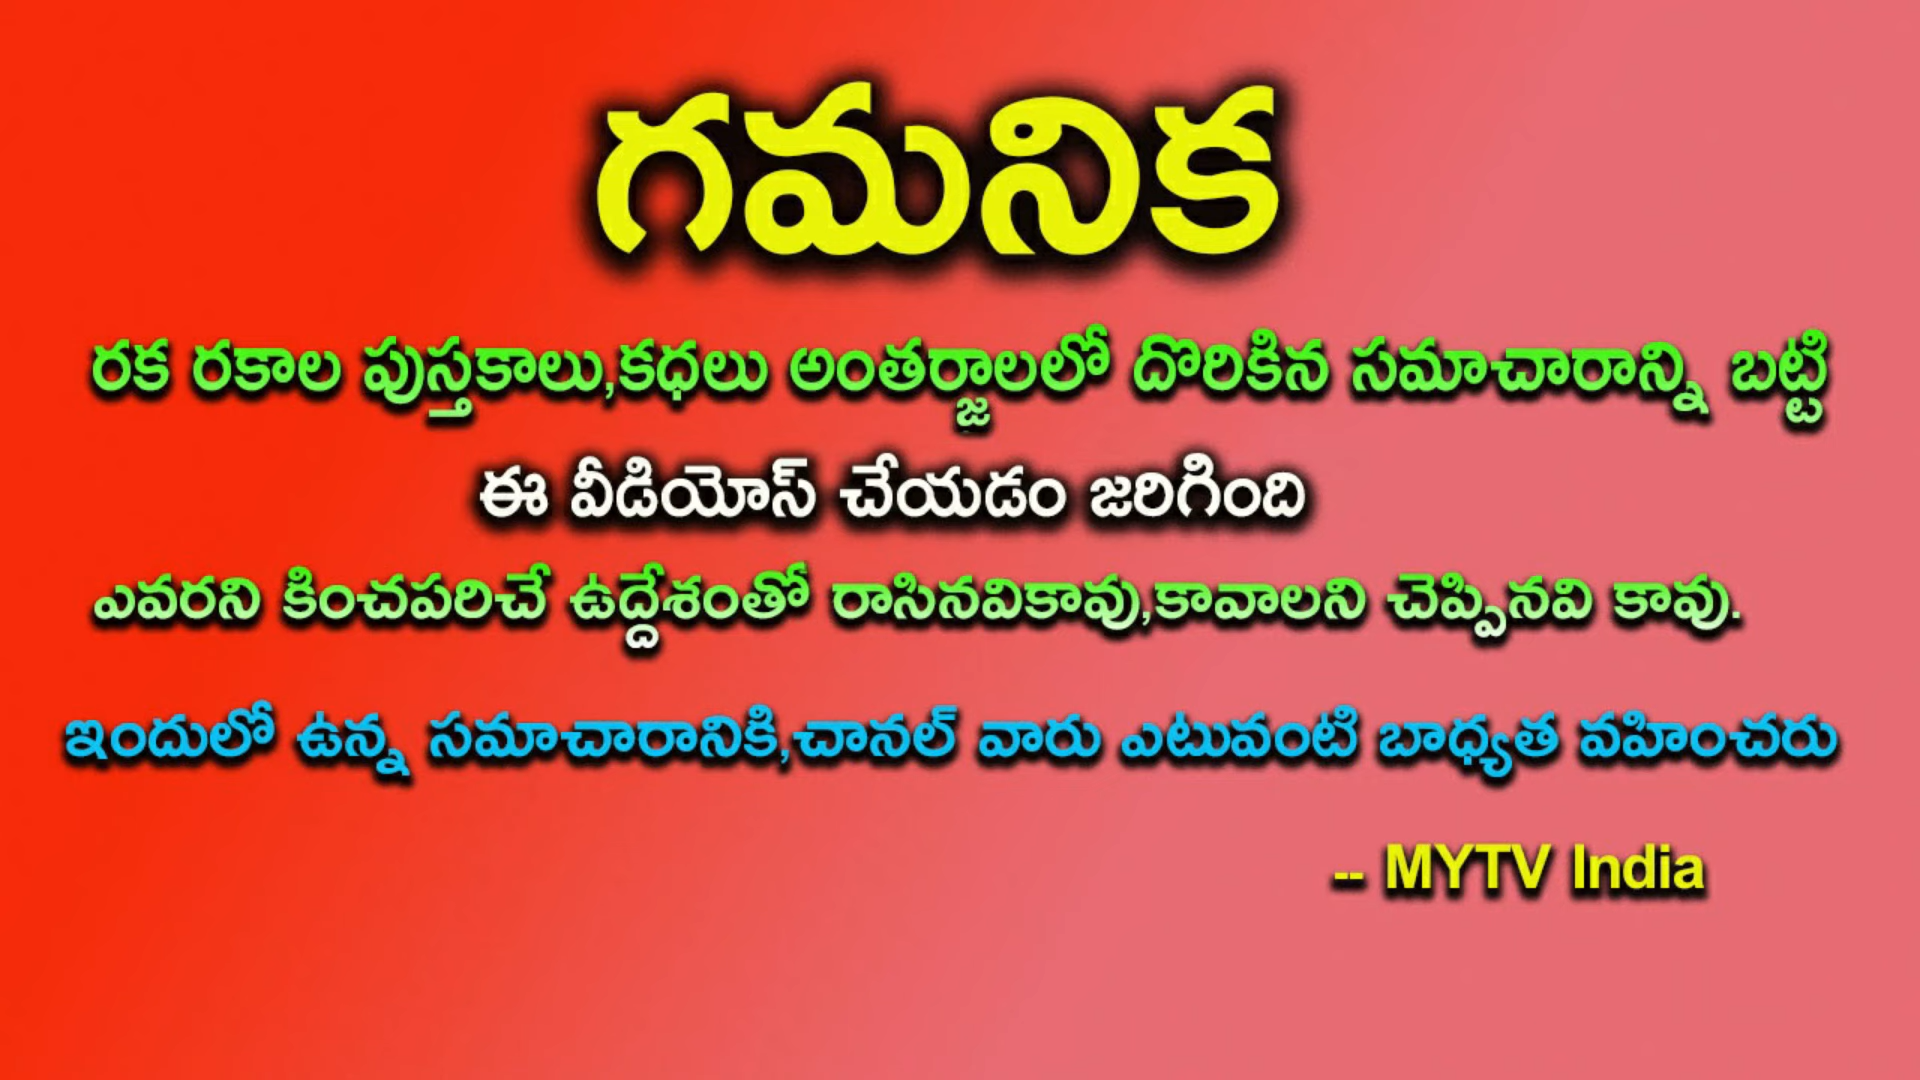 గమనిక
రక రకాల పుస్తకాలు,కధలు అంతర్జాలలో దొరికిన సమాచారాన్ని బట్టి
ఈ వీడియోస్ చేయడం జరిగింది
ఎవరని కించపరిచే ఉద్దేశంతో రాసినవికావు,కావాలని చెప్పినవి కావు.
ఇందులో ఉన్న సమాచారానికి,చానల్ వారు ఎటువంటి బాధ్యత వహించరు
-- MYTV India